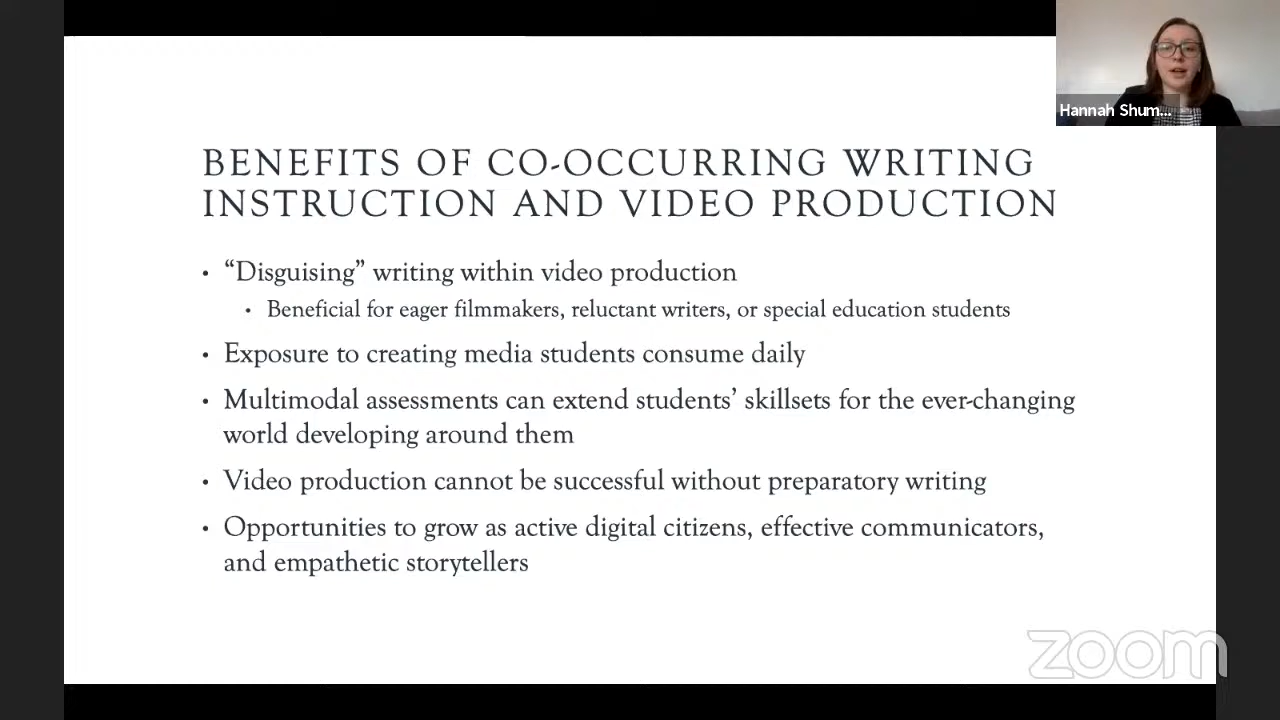 Hannah Shum...
BENEFITS OF CO-OCCURRING WRITING
INSTRUCTION AND VIDEO PRODUCTION
• “Disguising” writing within video production
• Beneficial for eager filmmakers, reluctant writers, or special education students
• Exposure to creating media students consume daily
• Multimodal assessments can extend students’ skillsets for the ever-changing
world developing around them
• Video production cannot be successful without preparatory writing
• Opportunities to grow as active digital citizens, effective communicators,
and empathetic storytellers
zoom